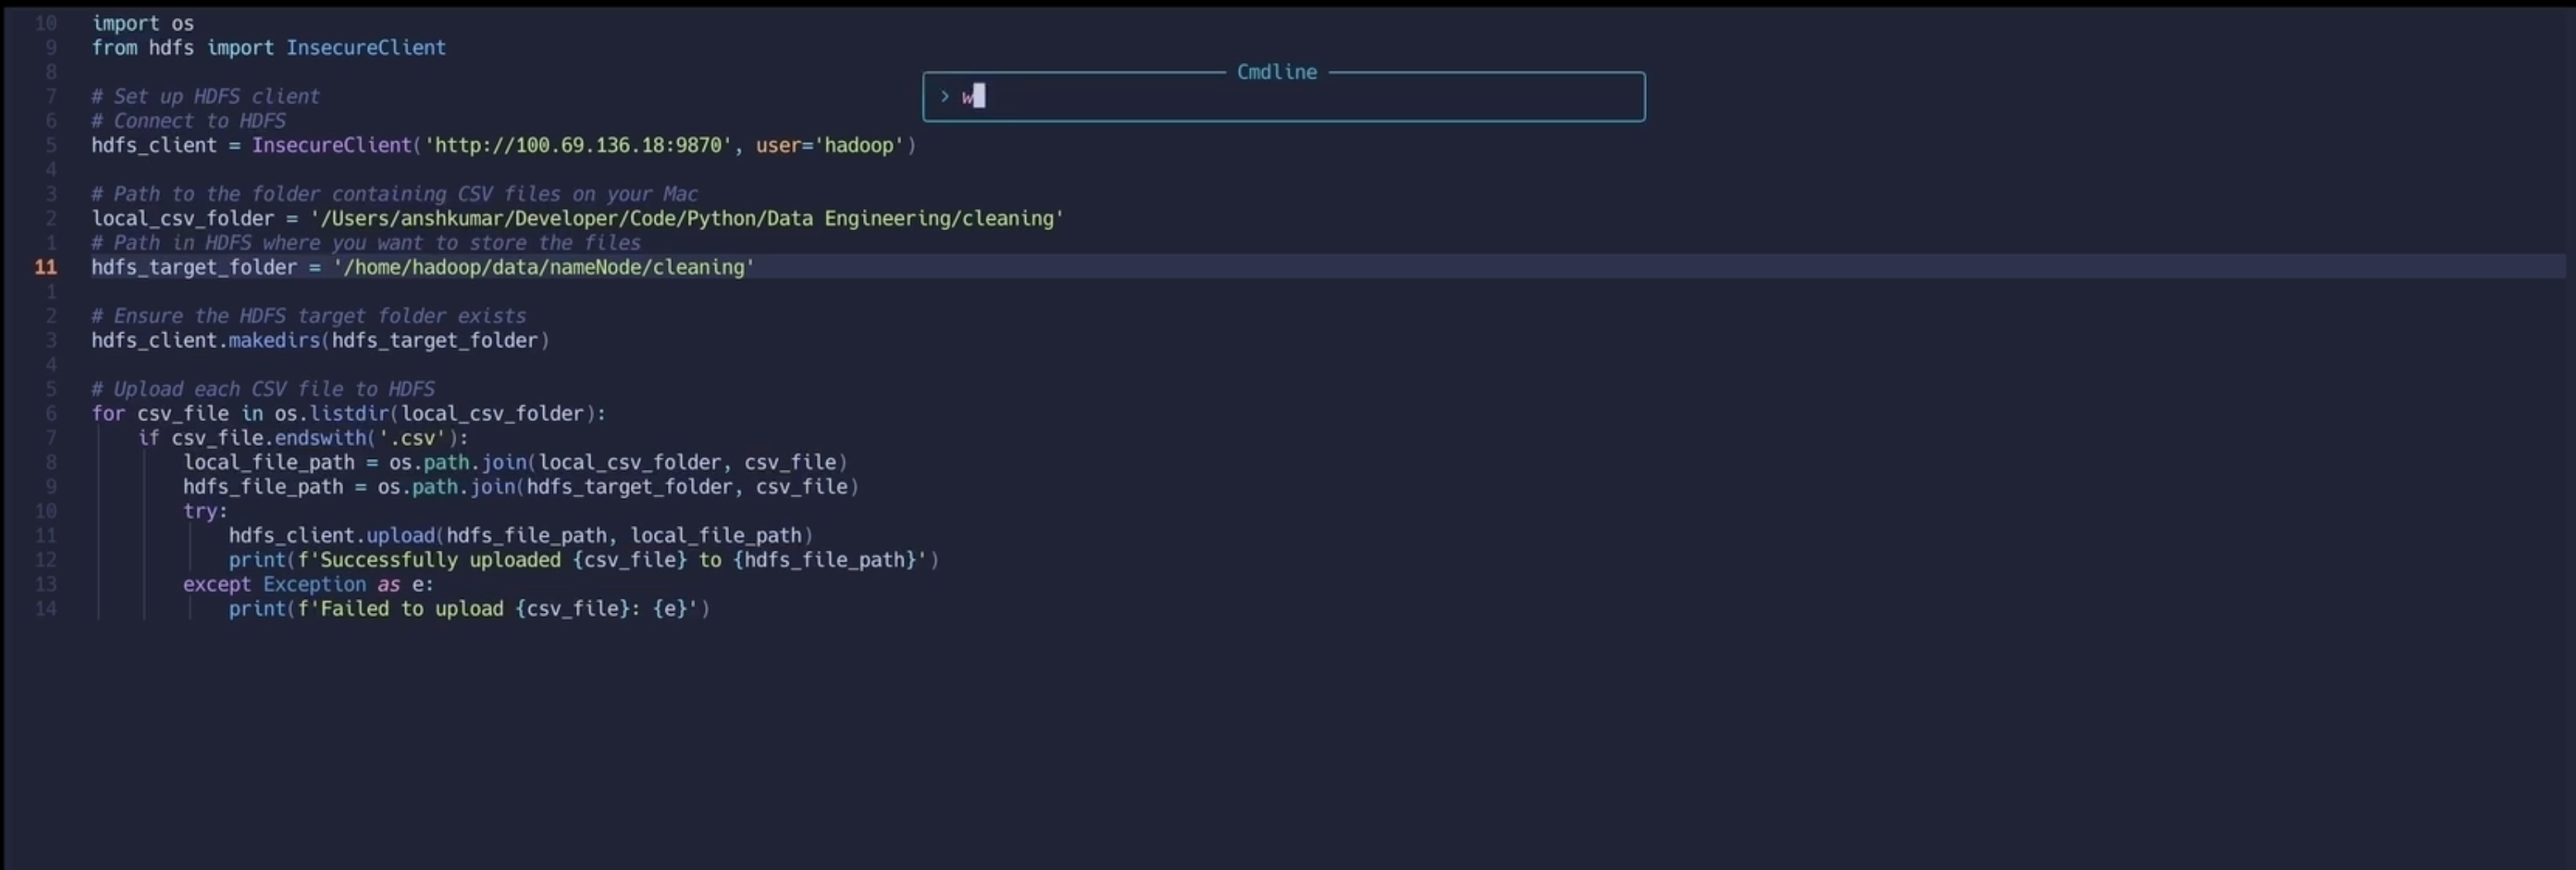 10 import os
9 from hdfs import InsecureClient
8
Cmdline
7 # Set up HDFS client
> w
6 # Connect to HDFS
5 hdfs_client = InsecureClient('http://100.69.136.18:9870', user='hadoop')
4
3 # Path to the folder containing CSV files on your Mac
2 local_csv_folder = '/Users/anshkumar/Developer/Code/Python/Data Engineering/cleaning'
1 # Path in HDFS where you want to store the files
11 hdfs_target_folder = '/home/hadoop/data/nameNode/cleaning'
1
2 # Ensure the HDFS target folder exists
3 hdfs_client.makedirs(hdfs_target_folder)
4
5 # Upload each CSV file to HDFS
6 for csv_file in os.listdir(local_csv_folder):
7     if csv_file.endswith('.csv'):
8         local_file_path = os.path.join(local_csv_folder, csv_file)
9         hdfs_file_path = os.path.join(hdfs_target_folder, csv_file)
10         try:
11             hdfs_client.upload(hdfs_file_path, local_file_path)
12             print(f'Successfully uploaded {csv_file} to {hdfs_file_path}')
13         except Exception as e:
14             print(f'Failed to upload {csv_file}: {e}')